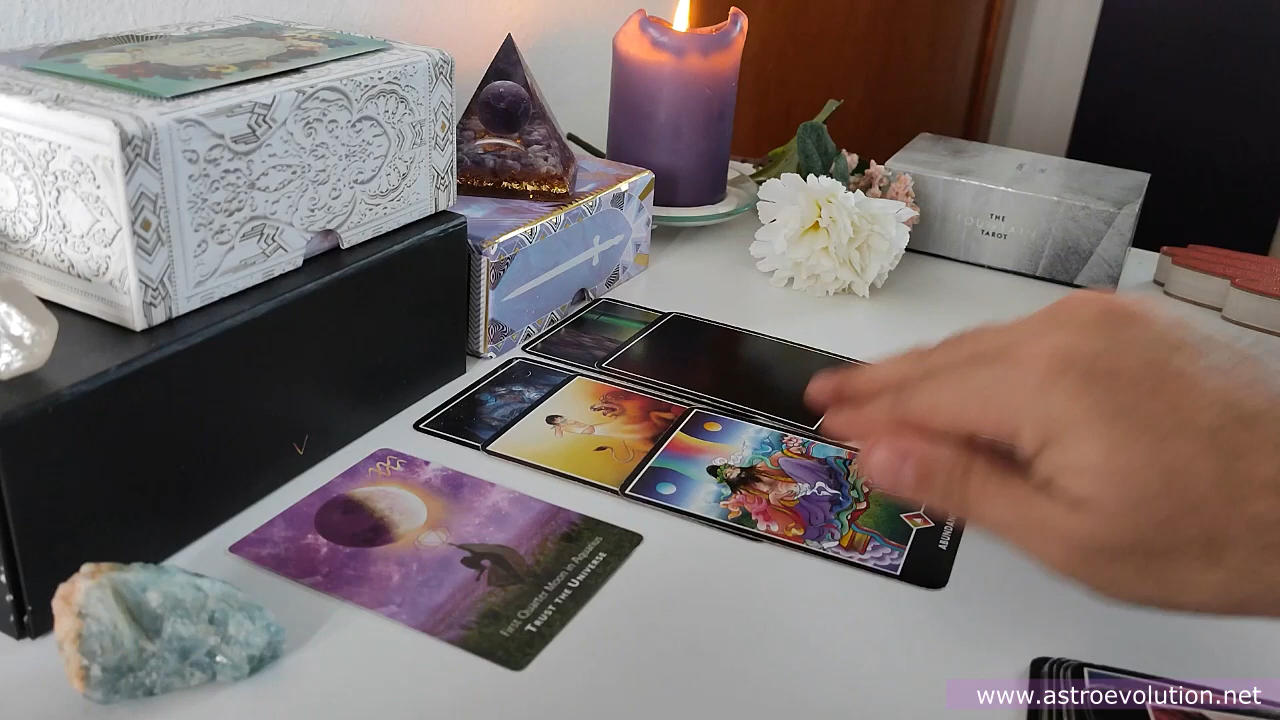 THE
TAROT
First Quarter Moon in Aquarius
TRUST THE UNIVERSE
www.astroevolution.net